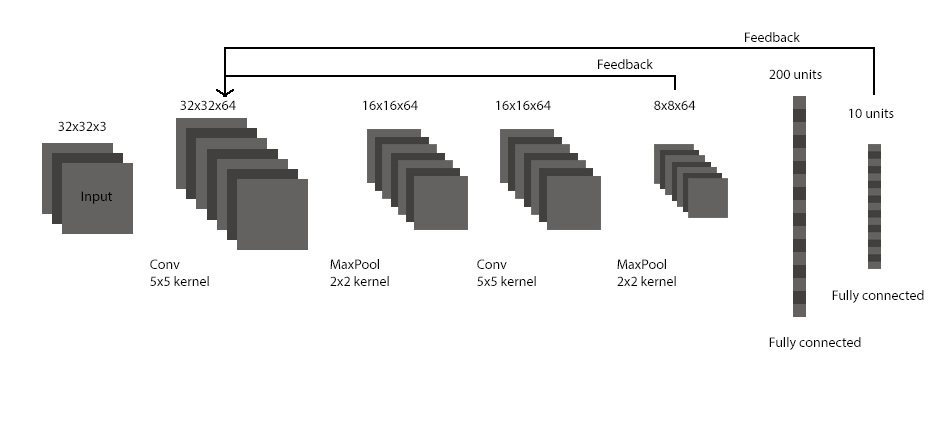 Feedback
Feedback
200 units
32x32x64
16x16x64
16x16x64
8x8x64
10 units
32x32x3
Input
Conv
5x5 kernel
MaxPool
2x2 kernel
Conv
5x5 kernel
MaxPool
2x2 kernel
Fully connected
Fully connected